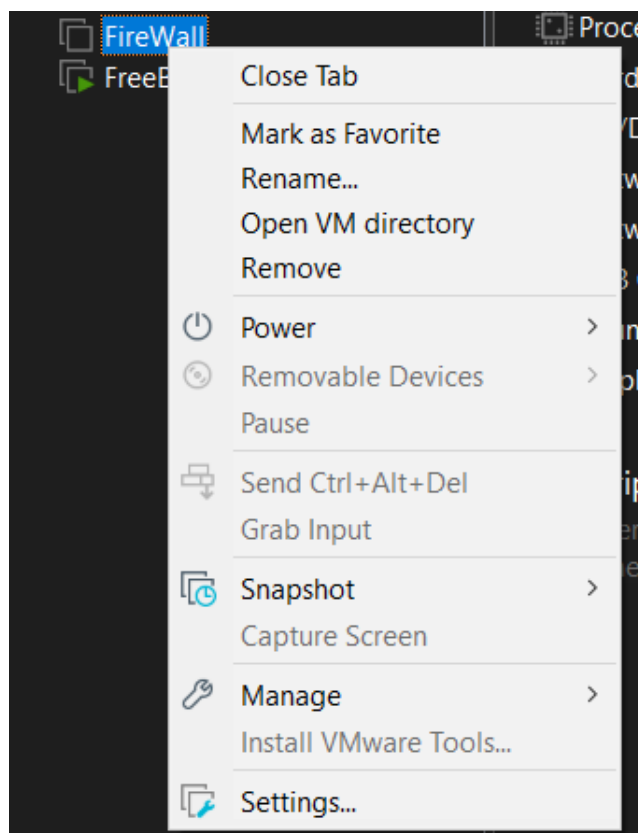 FireWall
Close Tab
Mark as Favorite
Rename...
Open VM directory
Remove
Power
Removable Devices
Pause
Send Ctrl+Alt+Del
Grab Input
Snapshot
Capture Screen
Manage
Install VMware Tools...
Settings...